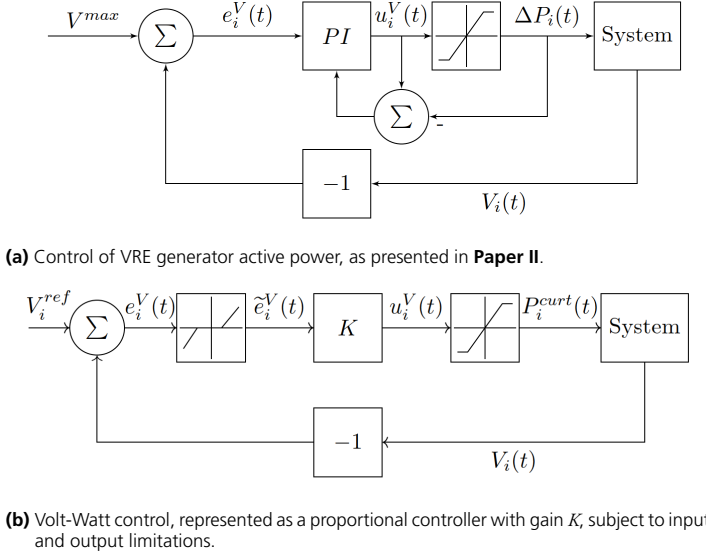 V^{max} ∑ e_i^V(t) PI u_i^V(t) ΔP_i(t) System
∑ -
−1
V_i(t)
(a) Control of VRE generator active power, as presented in Paper II.
V_i^{ref} ∑ e_i^V(t) ẽ_i^V(t) K u_i^V(t) P_i^{curt}(t) System
−1
V_i(t)
(b) Volt-Watt control, represented as a proportional controller with gain K, subject to input
and output limitations.